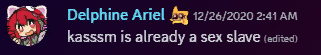 Delphine Ariel 12/26/2020 2:41 AM
kasssm is already a sex slave (edited)